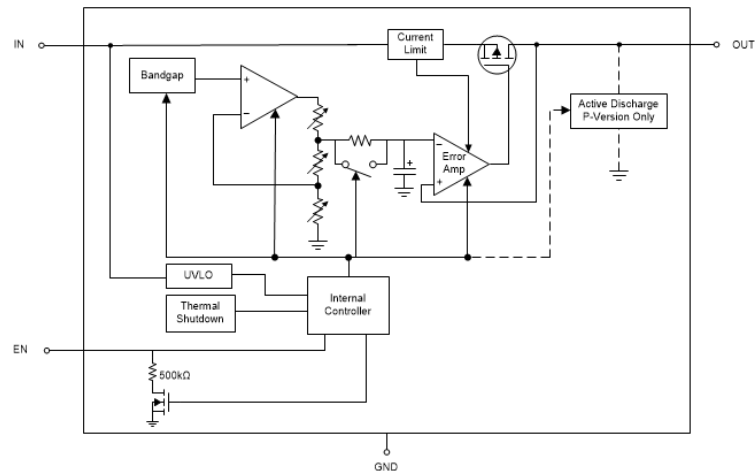 IN
Current
Limit
OUT
Bandgap
+
−
Active Discharge
P-Version Only
+
−
Error
Amp
+
UVLO
Thermal
Shutdown
Internal
Controller
EN
500kΩ
GND